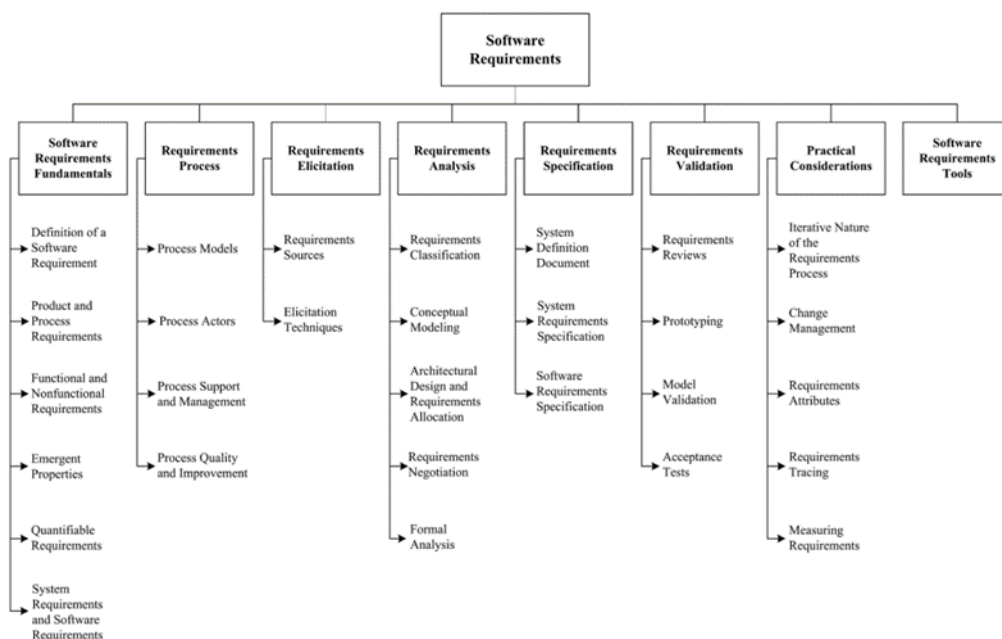 Software
Requirements
Software
Requirements
Fundamentals
Requirements
Process
Requirements
Elicitation
Requirements
Analysis
Requirements
Specification
Requirements
Validation
Practical
Considerations
Software
Requirements
Tools
Definition of a
Software
Requirement
Product and
Process
Requirements
Functional and
Nonfunctional
Requirements
Emergent
Properties
Quantifiable
Requirements
System
Requirements
and Software
Requirements
Process Models
Process Actors
Process Support
and Management
Process Quality
and Improvement
Requirements
Sources
Elicitation
Techniques
Requirements
Classification
Conceptual
Modeling
Architectural
Design and
Requirements
Allocation
Requirements
Negotiation
Formal
Analysis
System
Definition
Document
System
Requirements
Specification
Software
Requirements
Specification
Requirements
Reviews
Prototyping
Model
Validation
Acceptance
Tests
Iterative Nature
of the
Requirements
Process
Change
Management
Requirements
Attributes
Requirements
Tracing
Measuring
Requirements